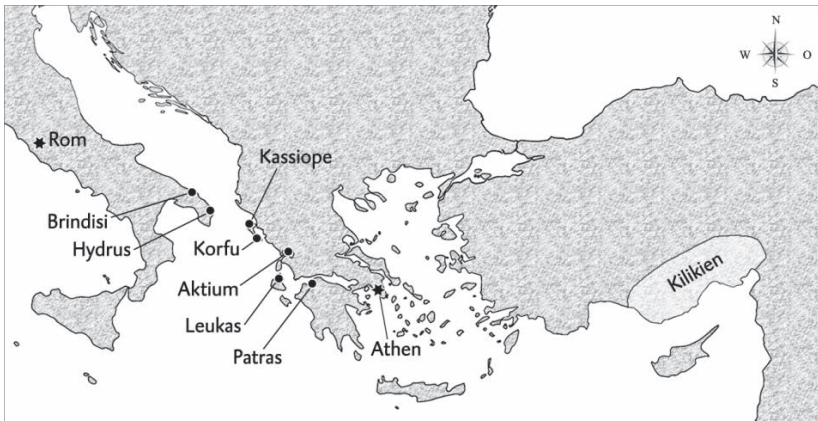 N
W O
S
Rom
Kassiope
Brindisi
Hydrus
Korfu
Aktium
Leukas
Patras
Athen
Kilikien